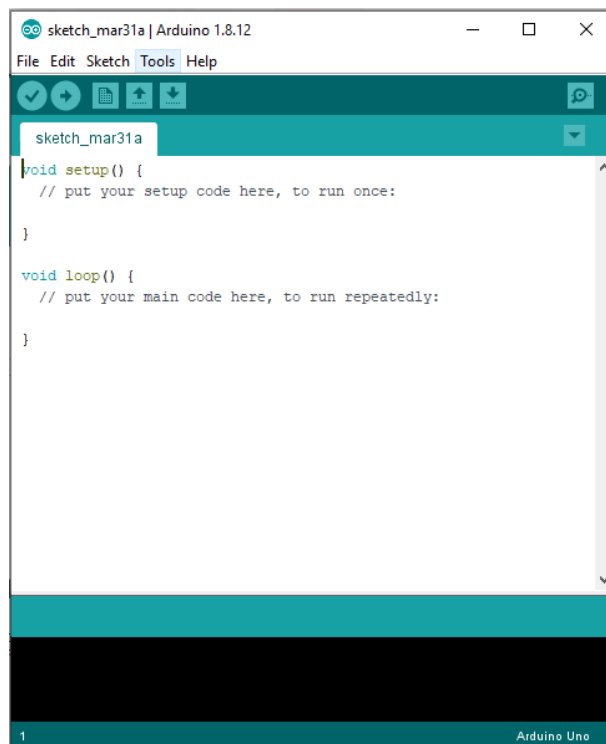 sketch_mar31a | Arduino 1.8.12
File Edit Sketch Tools Help
sketch_mar31a
void setup() {
  // put your setup code here, to run once:
}
void loop() {
  // put your main code here, to run repeatedly:
}
1 Arduino Uno